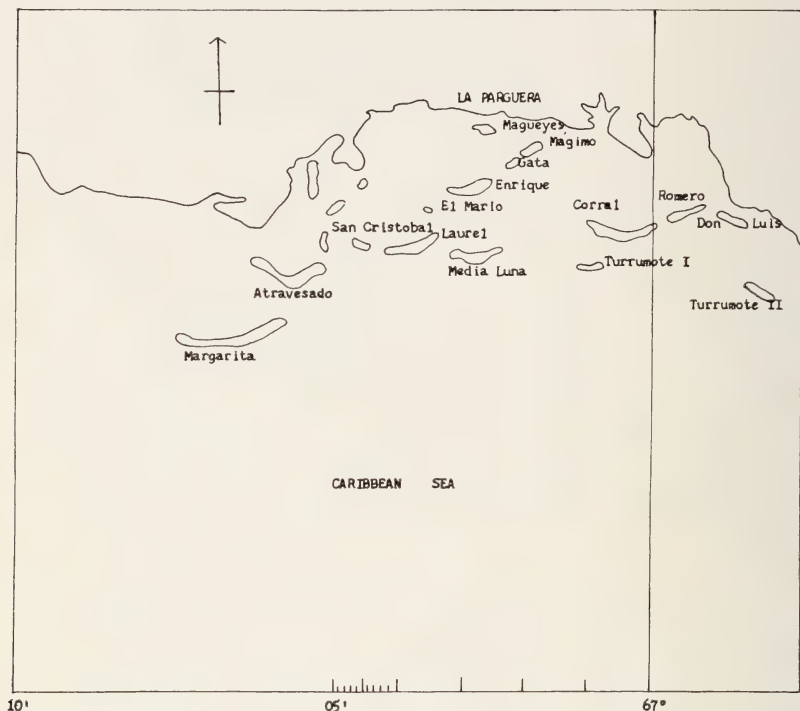 LA PARGUERA
Magueyes
Magimo
Gata
Enrique
El Mario
Corral
Romero
Don Luis
San Cristobal
Laurel
Media Luna
Turrumote I
Atravesado
Turrumote II
Margarita
CARIBBEAN SEA
10' 05' 67°